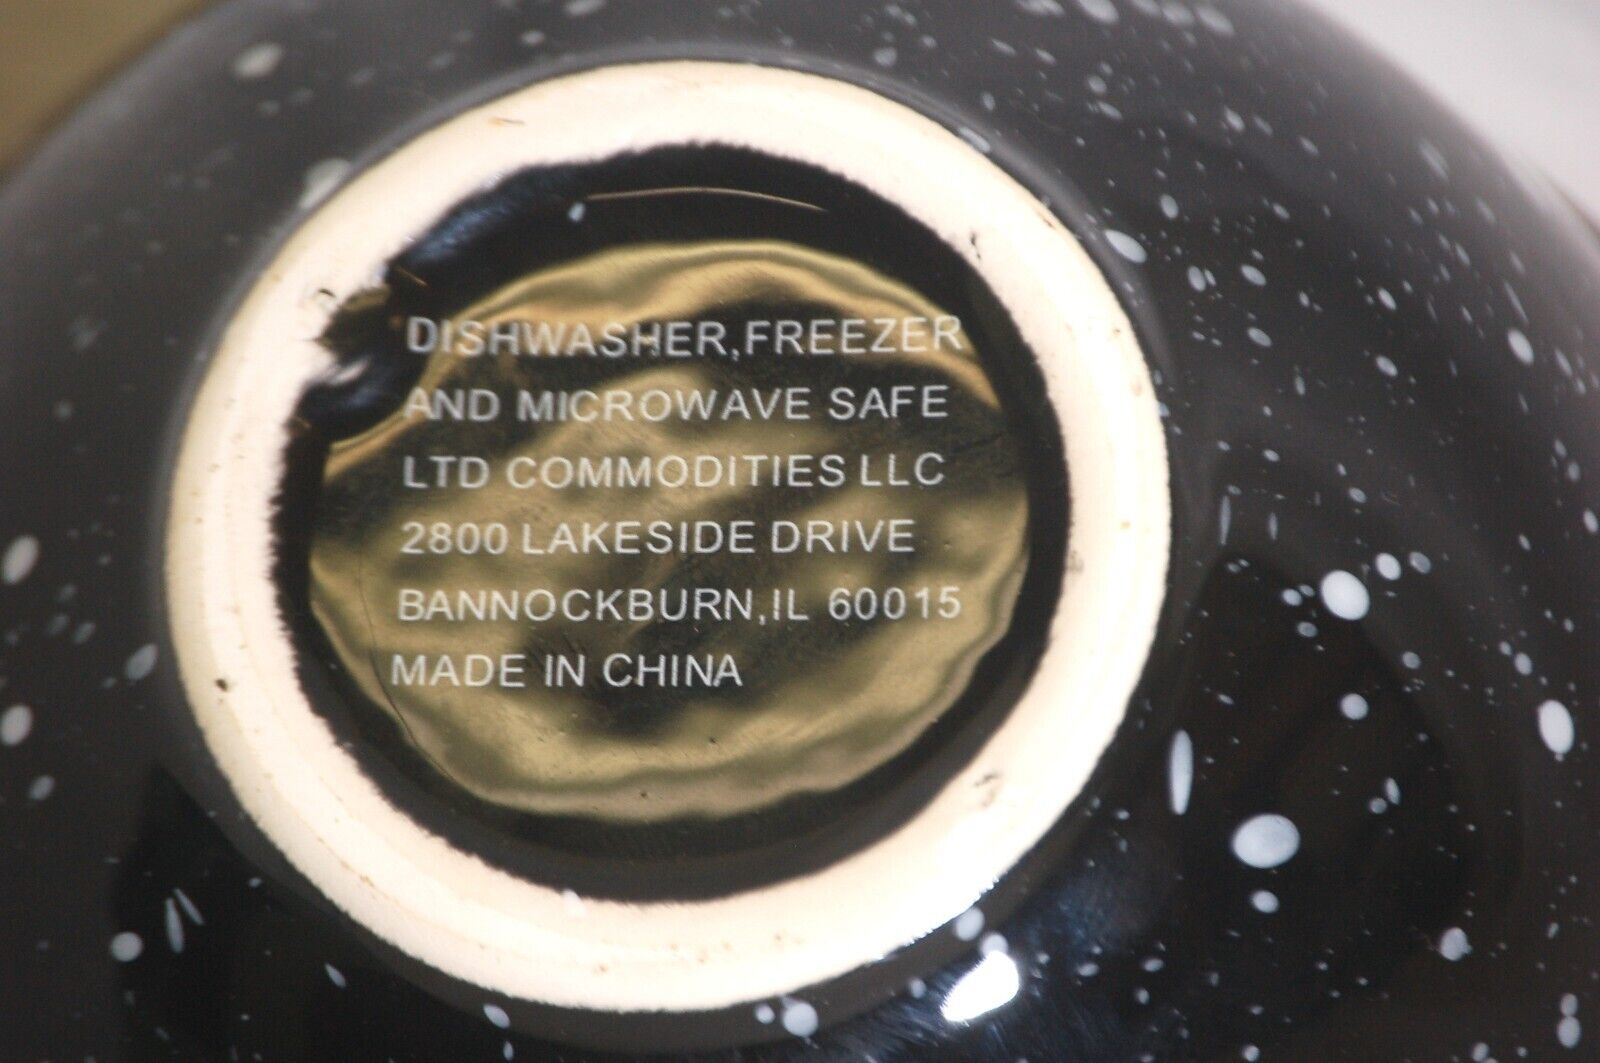 DISHWASHER,FREEZER
AND MICROWAVE SAFE
LTD COMMODITIES LLC
2800 LAKESIDE DRIVE
BANNOCKBURN,IL 60015
MADE IN CHINA